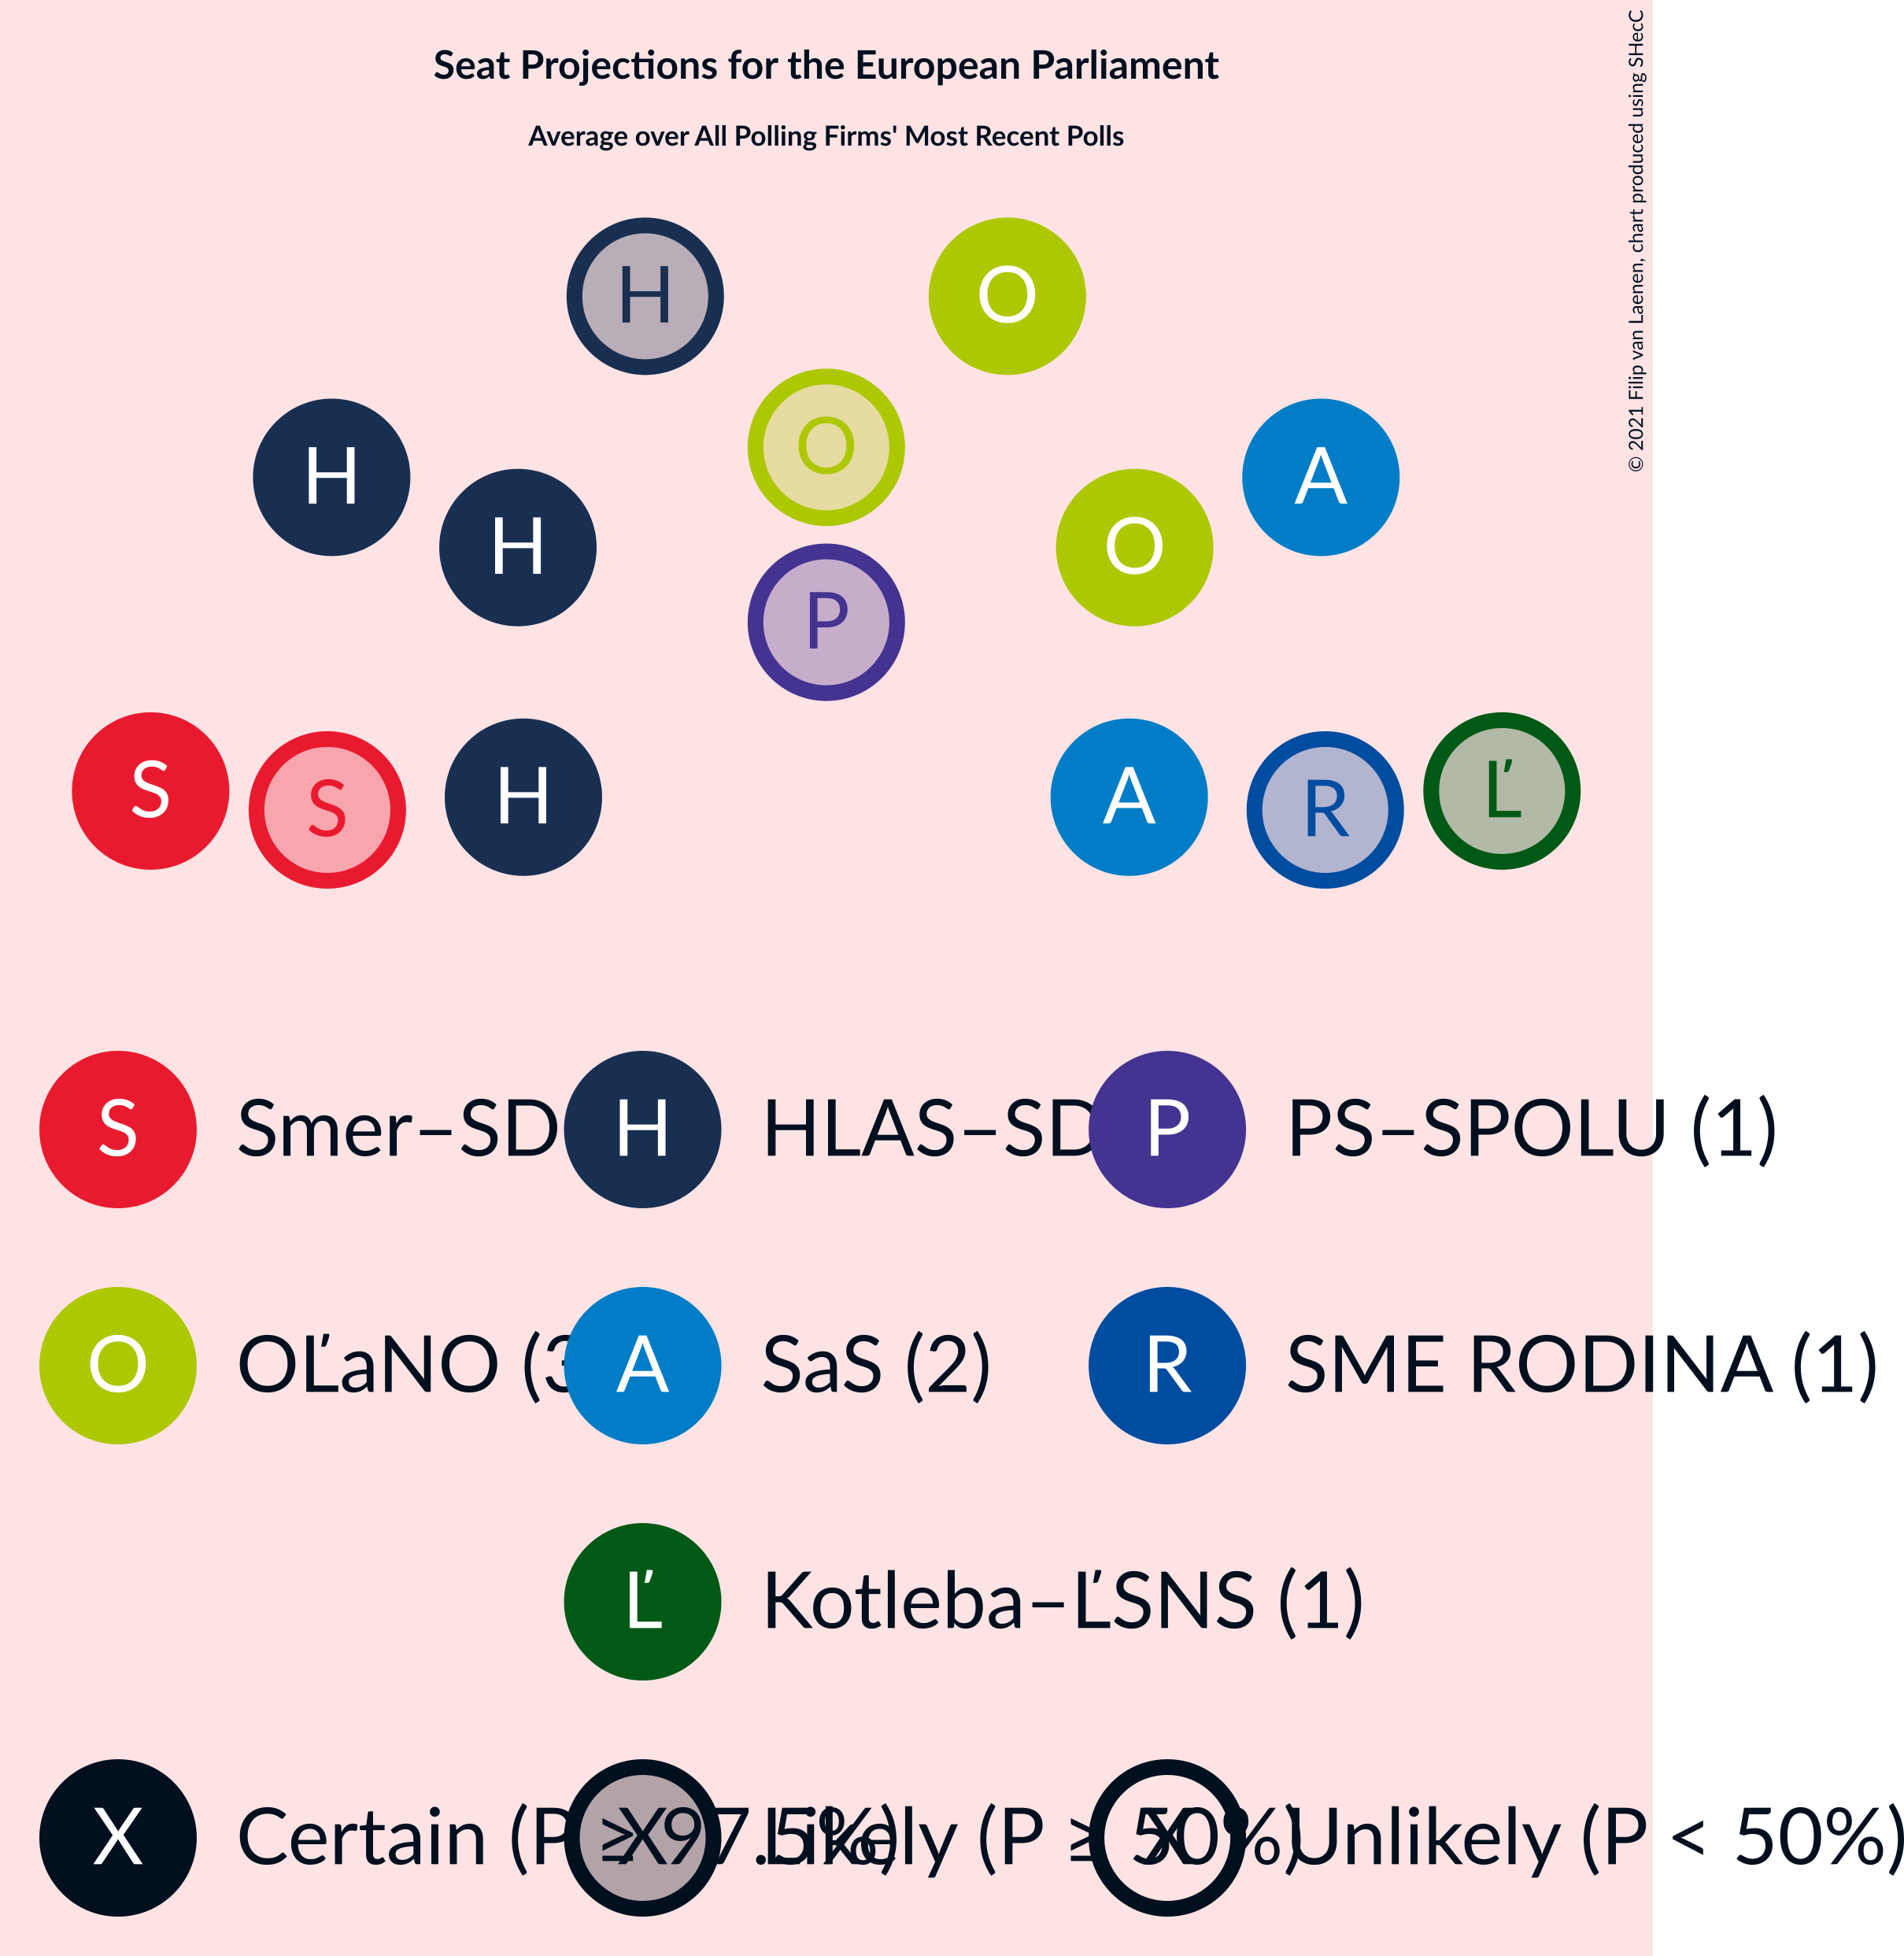 Seat Projections for the European Parliament
Average over All Polling Firms' Most Recent Polls
© 2021 Filip van Laenen, chart produced using SHecC
H O
O
H A
H O
P
S L' A
S H R Ľ
S Smer–SD H HLAS–SD P PS–SPOLU (1)
O OĽaNO (3 A SaS (2) R SME RODINA (1)
Ľ Kotleba–ĽSNS (1)
X Certain (P ≥ 97.5%) X Likely (P ≥ 50%) X Unlikely (P < 50%)